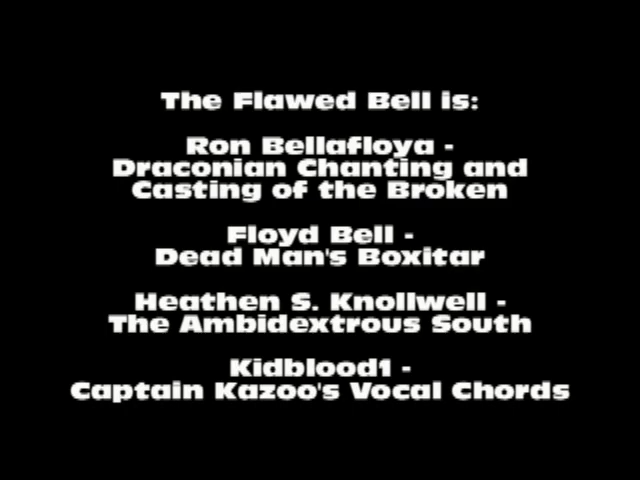 The Flawed Bell is:
Ron Bellafloya -
Draconian Chanting and
Casting of the Broken
Floyd Bell -
Dead Man's Boxitar
Heathen S. Knollwell -
The Ambidextrous South
Kidblood1 -
Captain Kazoo's Vocal Chords